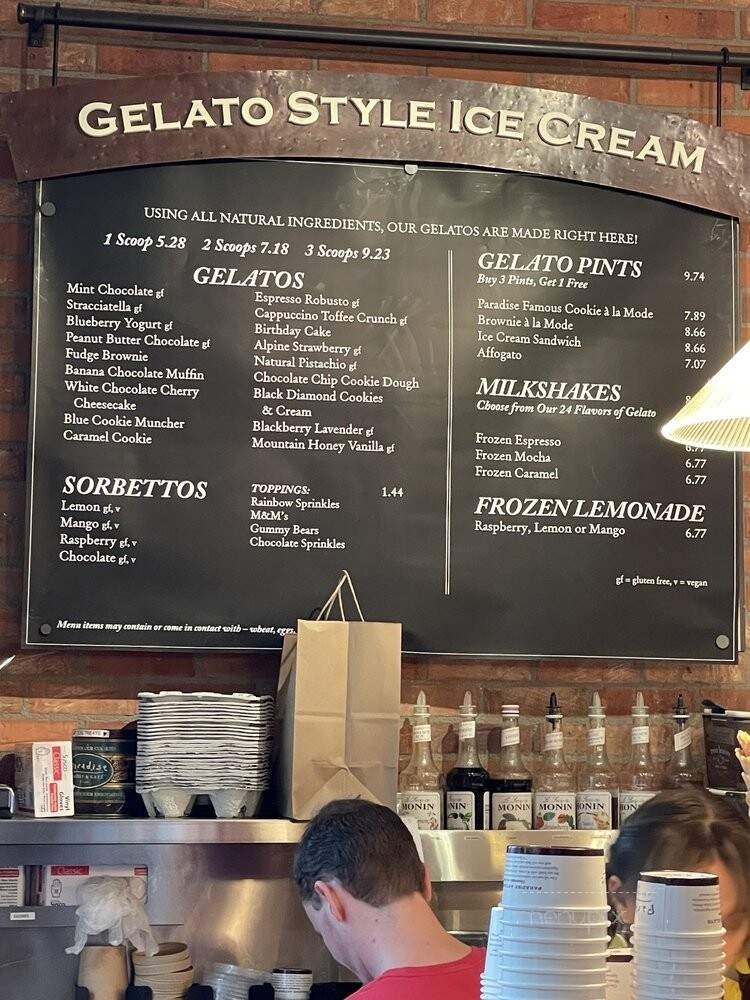 GELATO STYLE ICE CREAM
USING ALL NATURAL INGREDIENTS, OUR GELATOS ARE MADE RIGHT HERE!
1 Scoop 5.28 2 Scoops 7.18 3 Scoops 9.23
GELATOS
Mint Chocolate gf
Stracciatella gf
Blueberry Yogurt gf
Peanut Butter Chocolate gf
Fudge Brownie
Banana Chocolate Muffin
White Chocolate Cherry
Cheesecake
Blue Cookie Muncher
Caramel Cookie
Espresso Robusto gf
Cappuccino Toffee Crunch gf
Birthday Cake
Alpine Strawberry gf
Natural Pistachio gf
Chocolate Chip Cookie Dough
Black Diamond Cookies
& Cream
Blackberry Lavender gf
Mountain Honey Vanilla gf
SORBETTOS
Lemon gf, v
Mango gf, v
Raspberry gf, v
Chocolate gf, v
TOPPINGS: 1.44
Rainbow Sprinkles
M&M's
Gummy Bears
Chocolate Sprinkles
GELATO PINTS 9.74
Buy 3 Pints, Get 1 Free
Paradise Famous Cookie à la Mode 7.89
Brownie à la Mode 8.66
Ice Cream Sandwich 8.66
Affogato 7.07
MILKSHAKES
Choose from Our 24 Flavors of Gelato
Frozen Espresso 6.77
Frozen Mocha 6.77
Frozen Caramel 6.77
FROZEN LEMONADE
Raspberry, Lemon or Mango 6.77
gf = gluten free, v = vegan
Menu items may contain or come in contact with – wheat, eggs,
Classic
MONIN
MONIN
MONIN
MONIN
MONIN